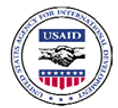 UNITED STATES AGENCY FOR INTERNATIONAL DEVELOPMENT
USAID